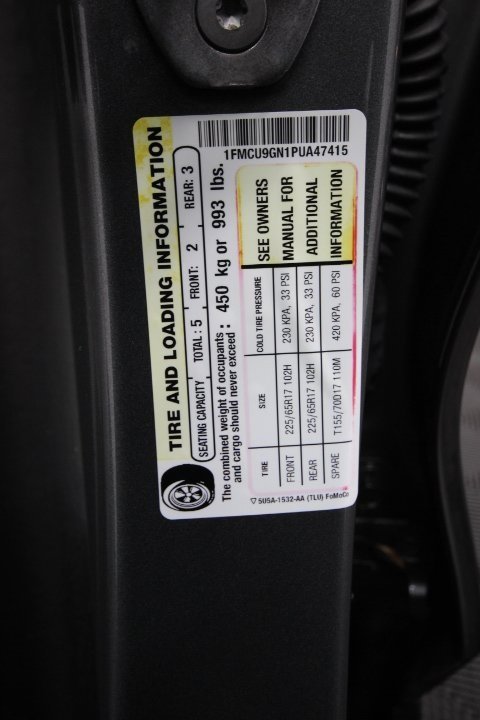 1FMCU9GN1PUA47415
TIRE AND LOADING INFORMATION
SEATING CAPACITY TOTAL : 5 FRONT: 2 REAR: 3
The combined weight of occupants
and cargo should never exceed : 450 kg or 993 lbs.
TIRE SIZE COLD TIRE PRESSURE SEE OWNERS
FRONT 225/65R17 102H 230 KPA, 33 PSI MANUAL FOR
REAR 225/65R17 102H 230 KPA, 33 PSI ADDITIONAL
SPARE T155/70D17 110M 420 KPA, 60 PSI INFORMATION
5U5A-1532-AA (TLU) FoMoCo